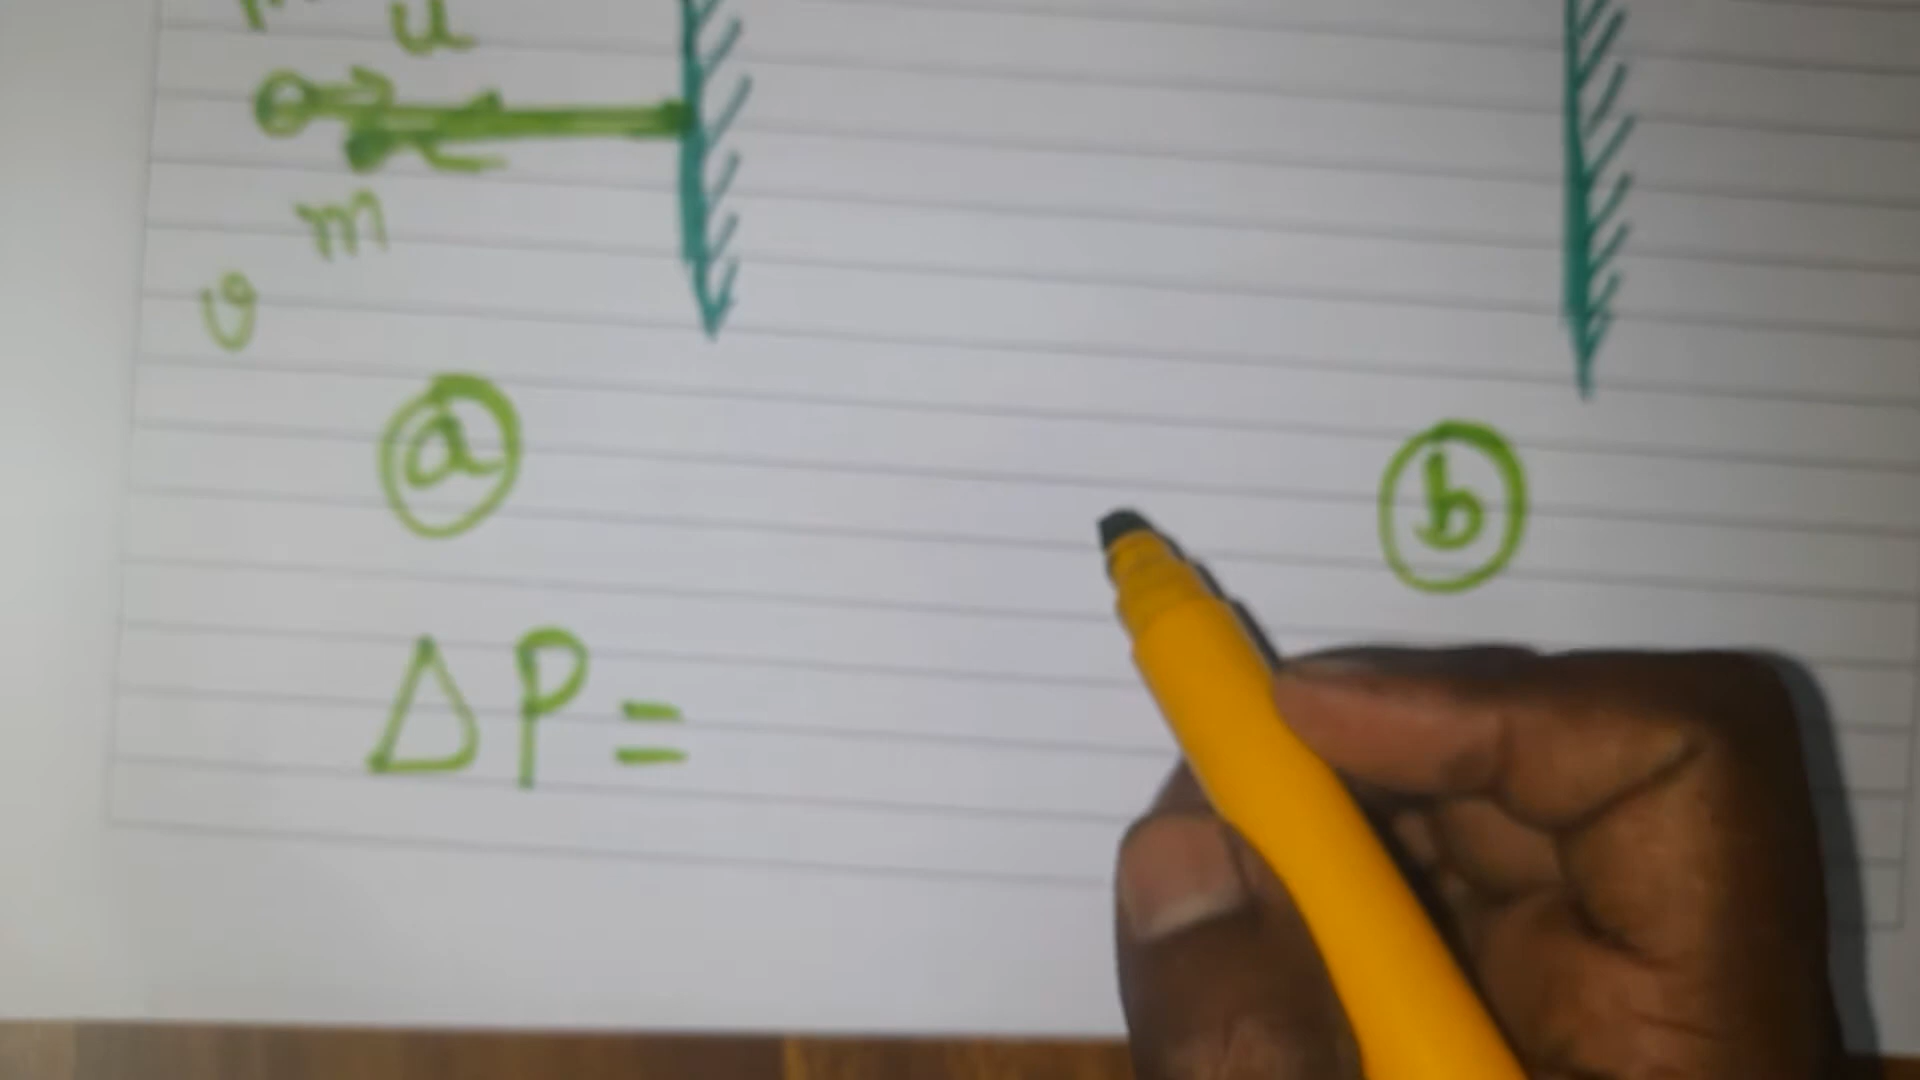 u
m
v
a
b
ΔP =